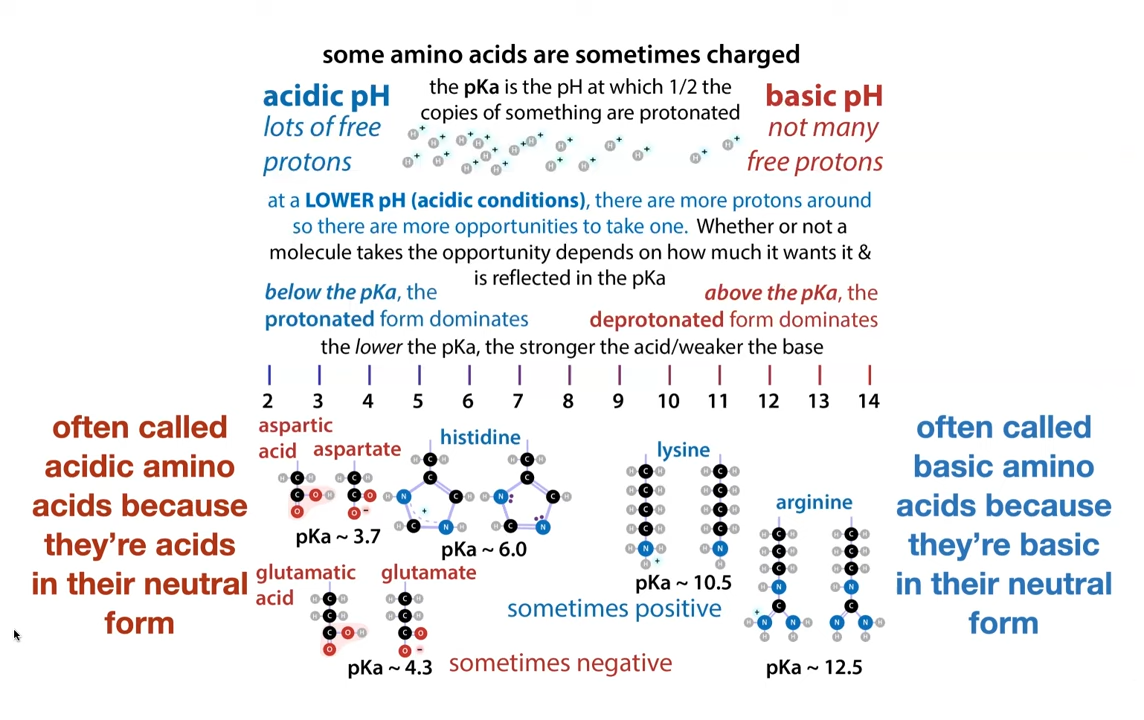 some amino acids are sometimes charged
acidic pH
lots of free
protons
the pKa is the pH at which 1/2 the
copies of something are protonated
basic pH
not many
free protons
at a LOWER pH (acidic conditions), there are more protons around
so there are more opportunities to take one. Whether or not a
molecule takes the opportunity depends on how much it wants it &
is reflected in the pKa
below the pKa, the
protonated form dominates
above the pKa, the
deprotonated form dominates
the lower the pKa, the stronger the acid/weaker the base
2 3 4 5 6 7 8 9 10 11 12 13 14
often called
acidic amino
acids because
they're acids
in their neutral
form
aspartic
acid
aspartate
pKa ~ 3.7
histidine
pKa ~ 6.0
glutamatic
acid
glutamate
pKa ~ 4.3
lysine
pKa ~ 10.5
arginine
pKa ~ 12.5
sometimes positive
sometimes negative
often called
basic amino
acids because
they're basic
in their neutral
form